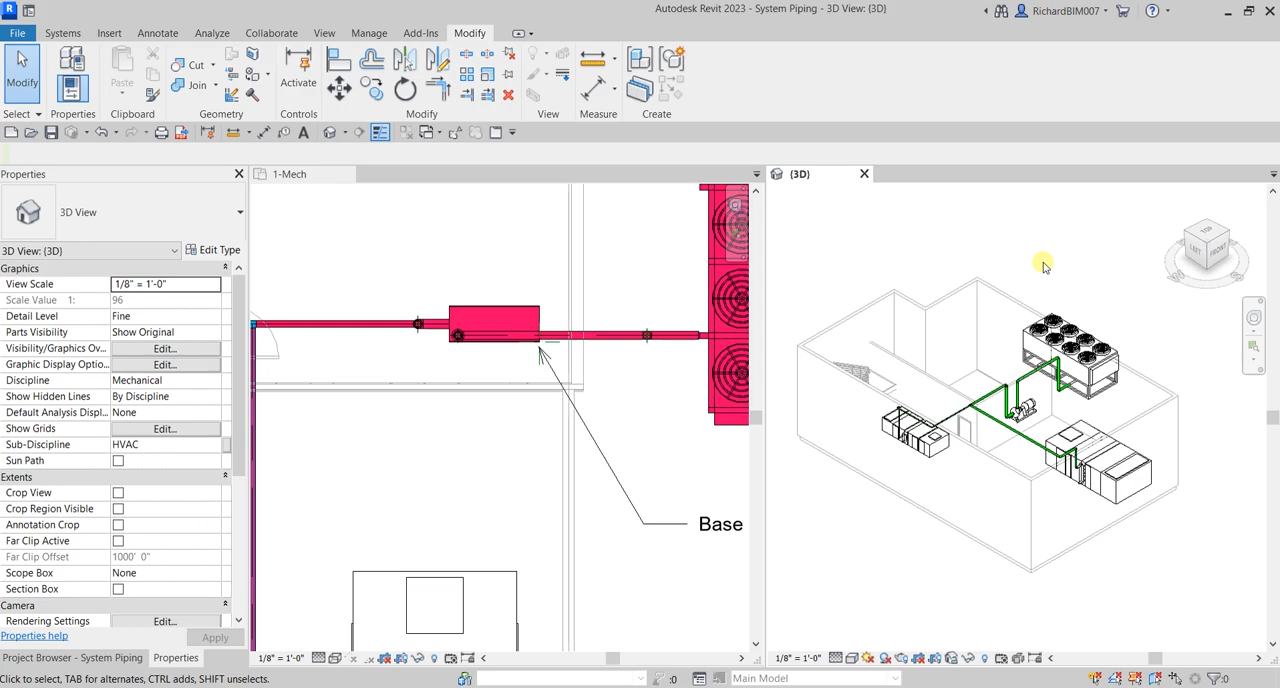 Autodesk Revit 2023 - System Piping - 3D View: {3D}
RichardBIM007
File
Systems
Insert
Annotate
Analyze
Collaborate
View
Manage
Add-Ins
Modify
Modify
Paste
Cut
Join
Activate
Select
Properties
Clipboard
Geometry
Controls
Modify
View
Measure
Create
Properties
1-Mech
(3D)
3D View
3D View: {3D}
Edit Type
Graphics
View Scale 1/8" = 1'-0"
Scale Value 1: 96
Detail Level Fine
Parts Visibility Show Original
Visibility/Graphics Ov... Edit...
Graphic Display Optio... Edit...
Discipline Mechanical
Show Hidden Lines By Discipline
Default Analysis Displ... None
Show Grids Edit...
Sub-Discipline HVAC
Sun Path
Extents
Crop View
Crop Region Visible
Annotation Crop
Far Clip Active
Far Clip Offset 1000' 0"
Scope Box None
Section Box
Camera
Rendering Settings Edit...
Properties help
Apply
Project Browser - System Piping
Properties
Base
TOP
LEFT
FRONT
1/8" = 1'-0"
1/8" = 1'-0"
Click to select, TAB for alternates, CTRL adds, SHIFT unselects.
:0
Main Model
:0